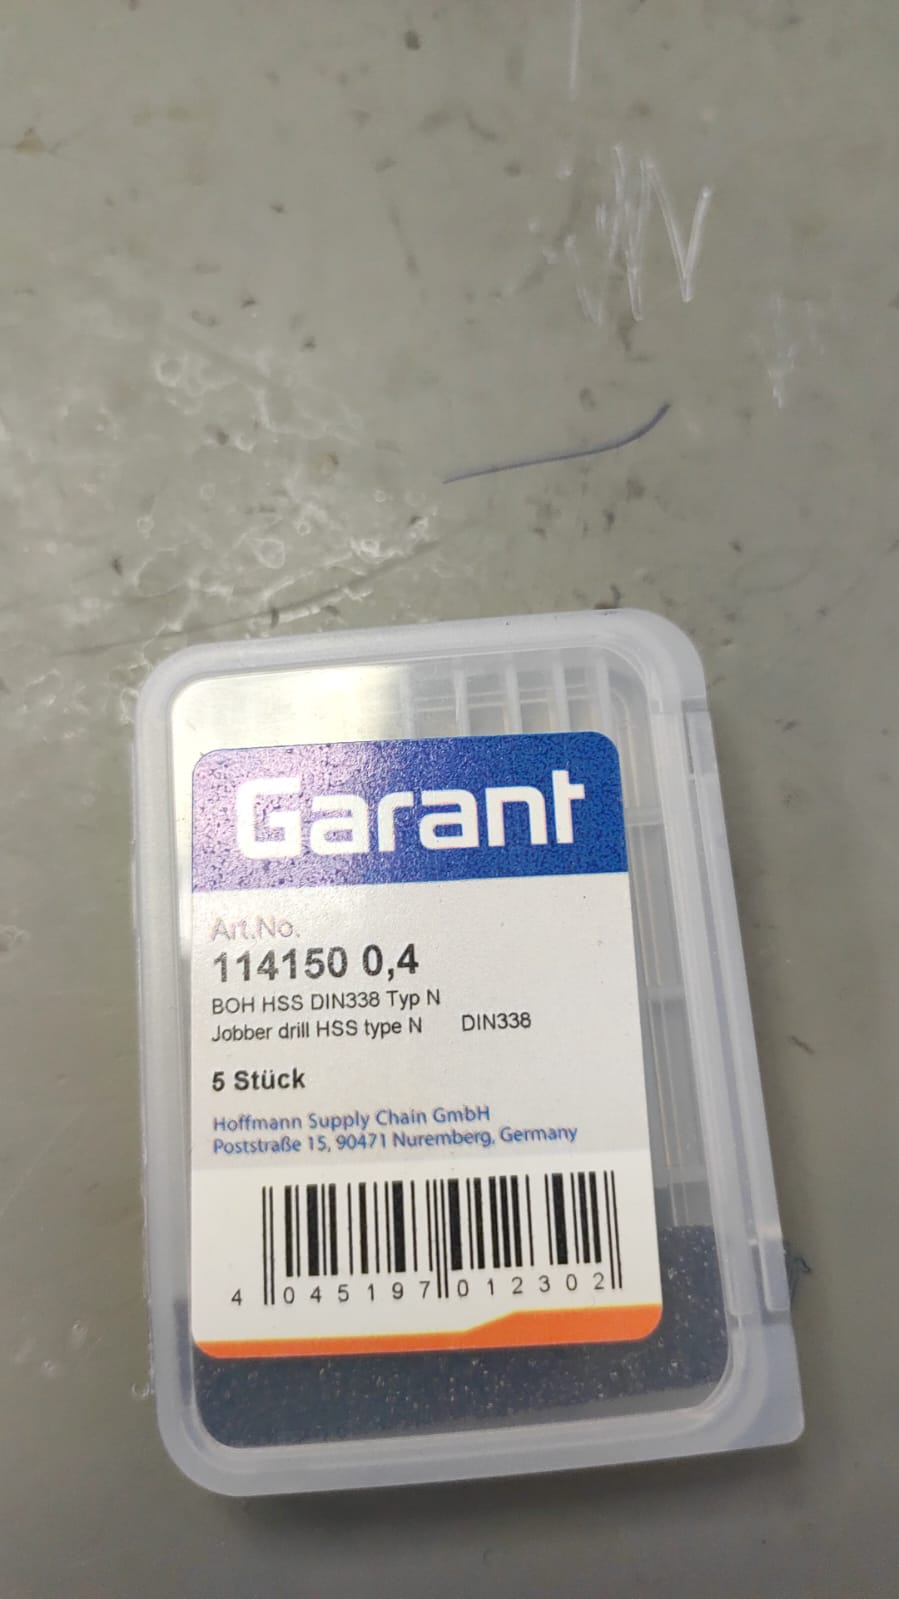 Garant
Art.No.
114150 0,4
BOH HSS DIN338 Typ N
Jobber drill HSS type N DIN338
5 Stück
Hoffmann Supply Chain GmbH
Poststraße 15, 90471 Nuremberg, Germany
4 045197 012302